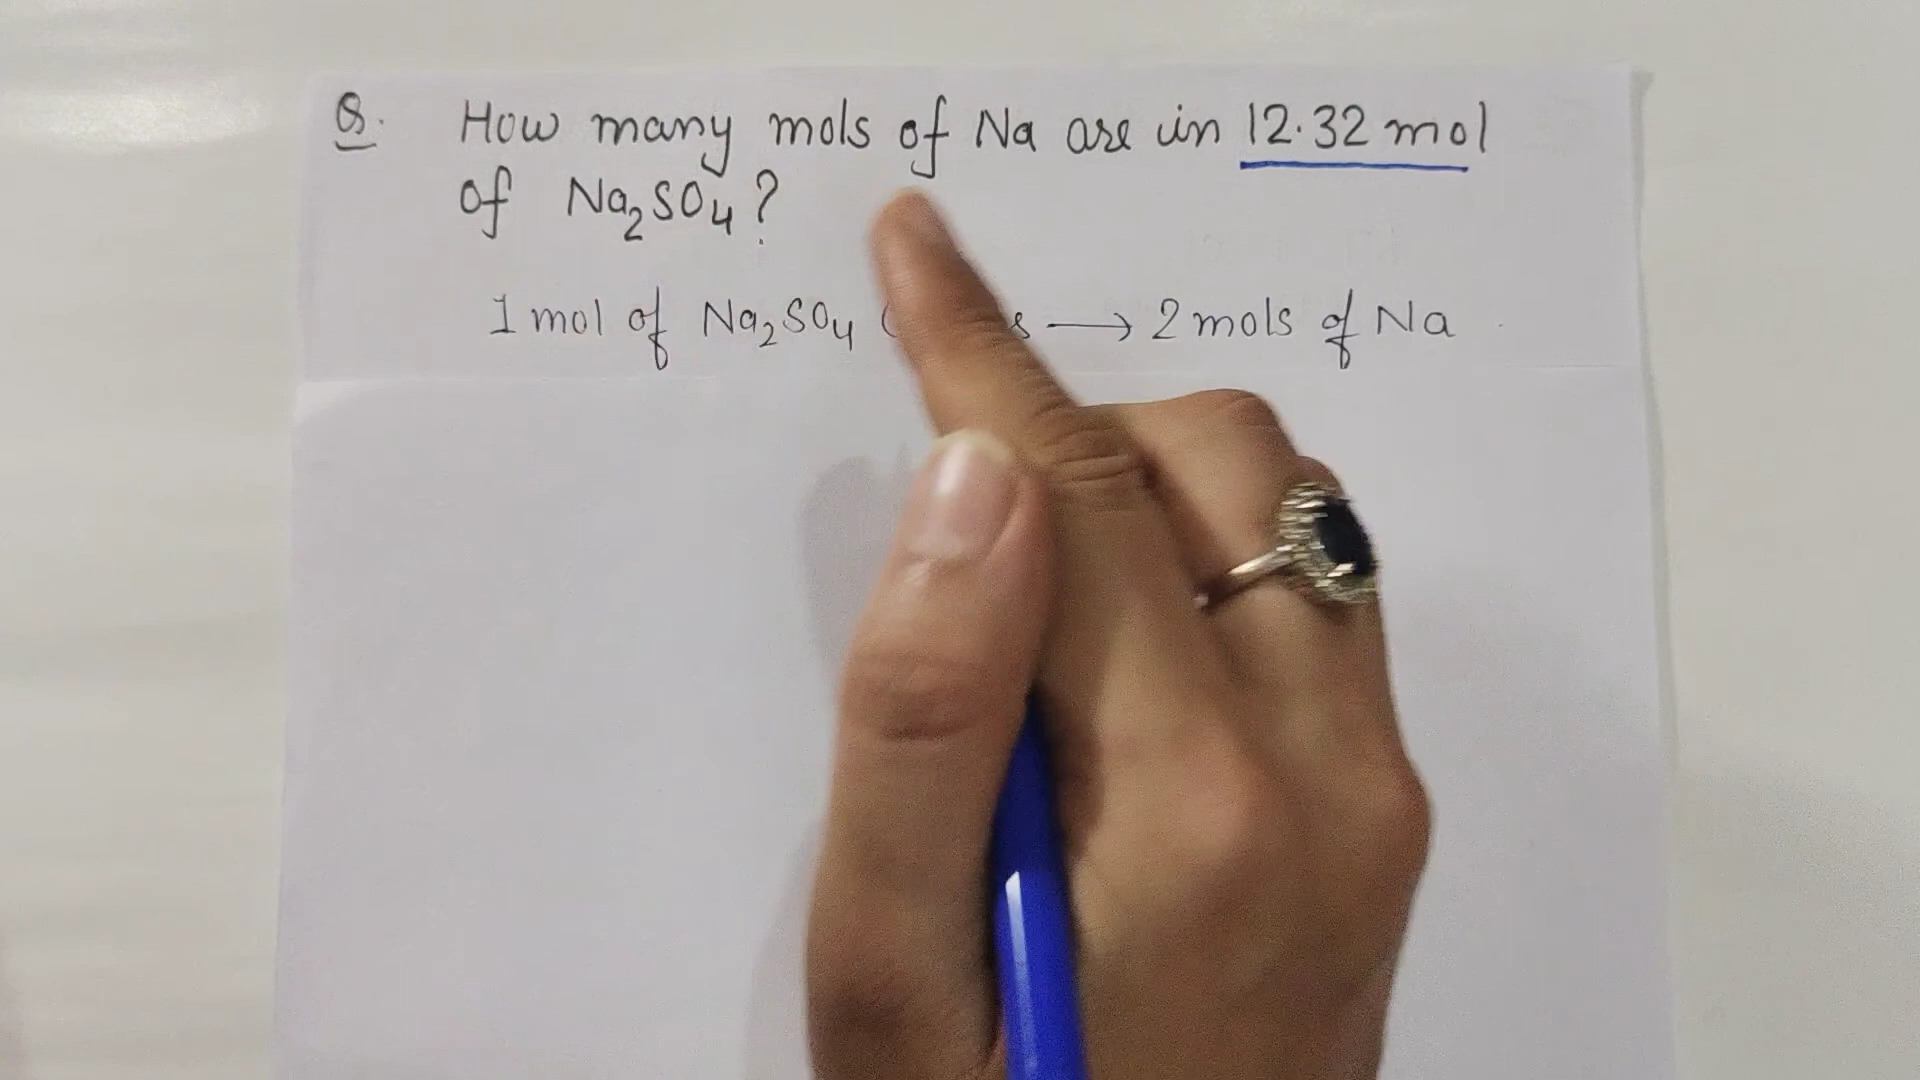 Q. How many mols of Na are in 12.32 mol
of Na₂SO₄?
1 mol of Na₂SO₄ → 2 mols of Na